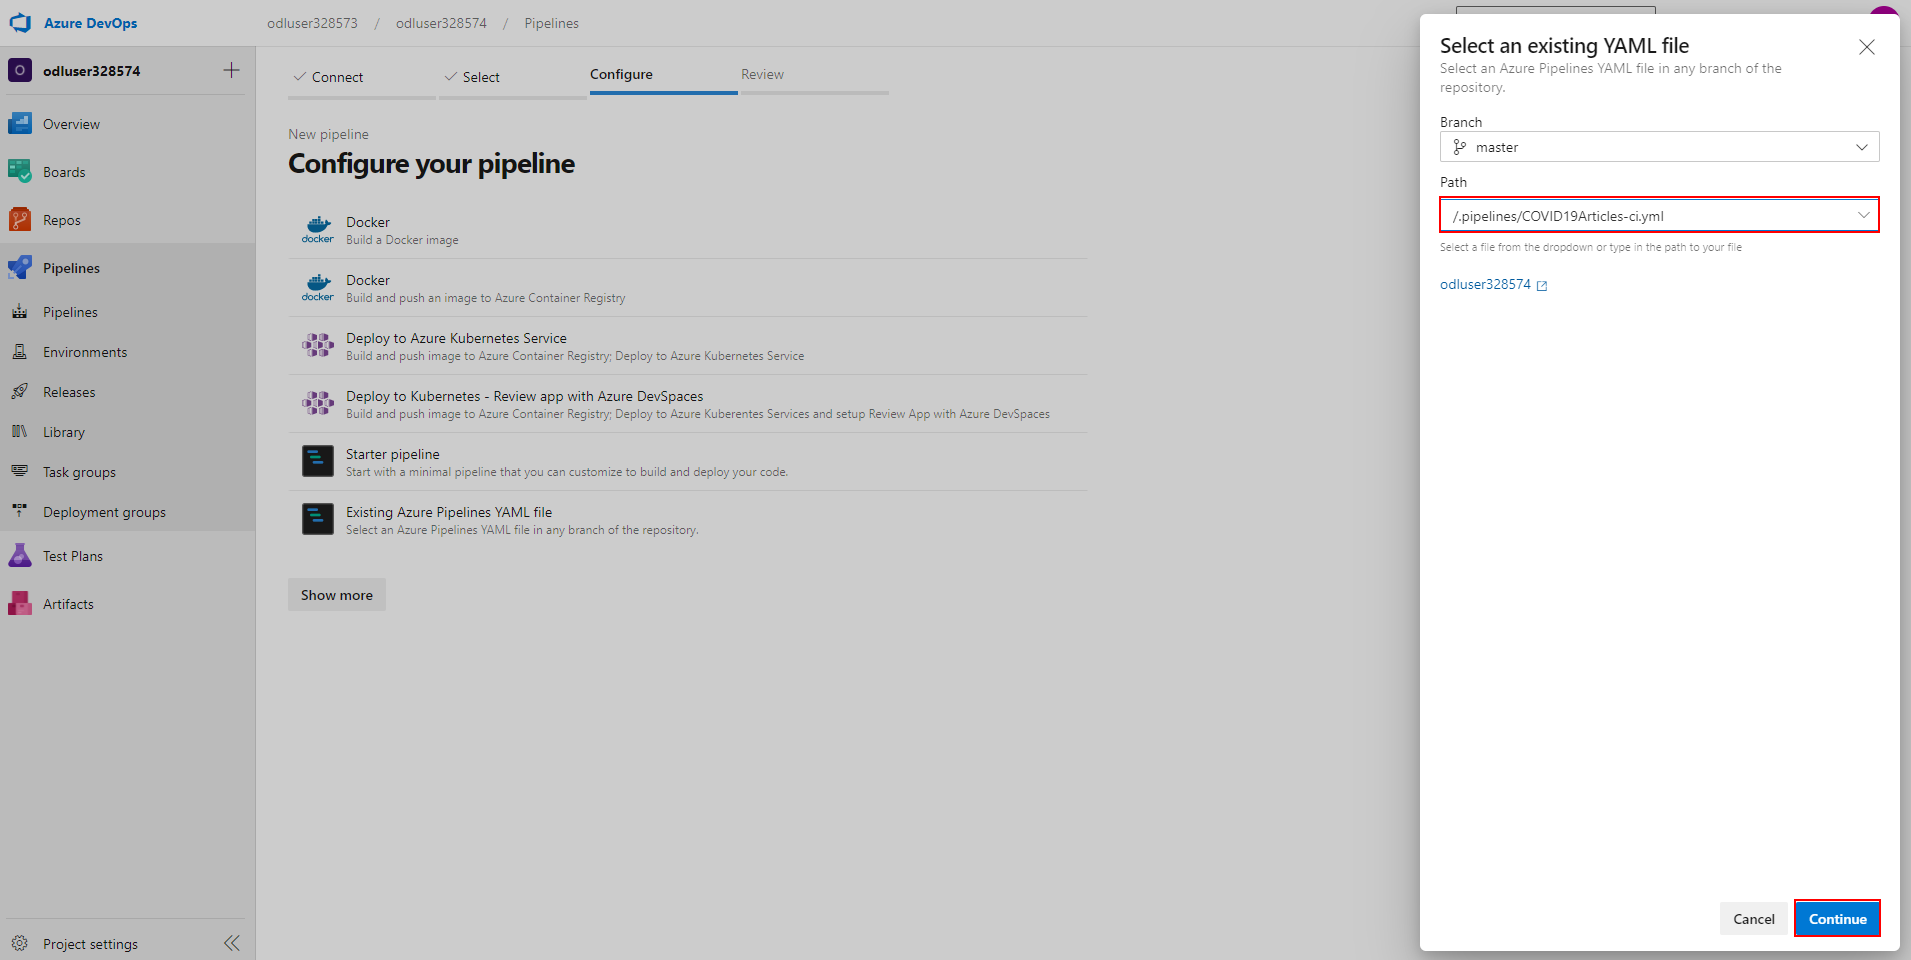 Azure DevOps
odluser328573 / odluser328574 / Pipelines
O odluser328574
Overview
Boards
Repos
Pipelines
Pipelines
Environments
Releases
Library
Task groups
Deployment groups
Test Plans
Artifacts
Project settings
Connect Select Configure Review
New pipeline
Configure your pipeline
docker
Docker
Build a Docker image
docker
Docker
Build and push an image to Azure Container Registry
Deploy to Azure Kubernetes Service
Build and push image to Azure Container Registry; Deploy to Azure Kubernetes Service
Deploy to Kubernetes - Review app with Azure DevSpaces
Build and push image to Azure Container Registry; Deploy to Azure Kuberentes Services and setup Review App with Azure DevSpaces
Starter pipeline
Start with a minimal pipeline that you can customize to build and deploy your code.
Existing Azure Pipelines YAML file
Select an Azure Pipelines YAML file in any branch of the repository.
Show more
Select an existing YAML file
Select an Azure Pipelines YAML file in any branch of the
repository.
Branch
master
Path
/.pipelines/COVID19Articles-ci.yml
Select a file from the dropdown or type in the path to your file
odluser328574
Cancel Continue